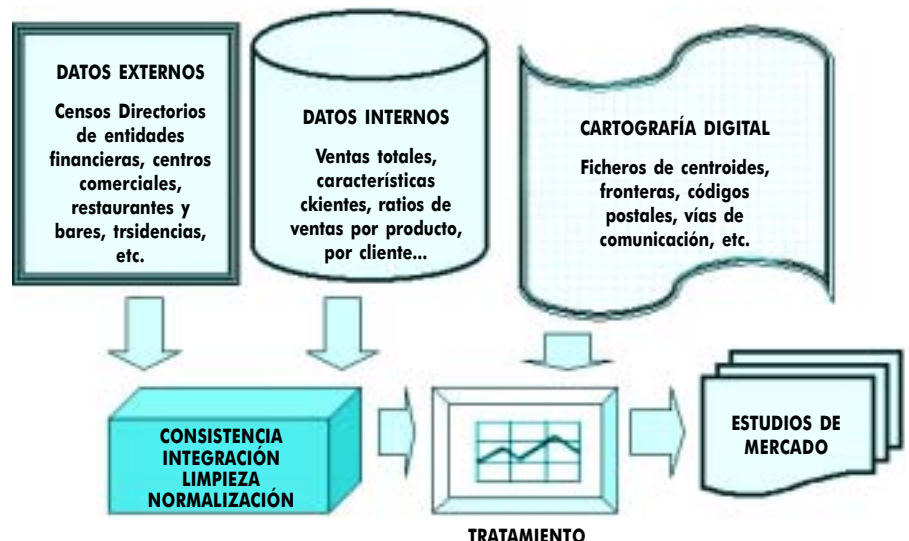 DATOS EXTERNOS
Censos Directorios
de entidades
financieras, centros
comerciales,
restaurantes y
bares, trsidencias,
etc.
DATOS INTERNOS
Ventas totales,
características
ckientes, ratios de
ventas por producto,
por cliente...
CARTOGRAFÍA DIGITAL
Ficheros de centroides,
fronteras, códigos
postales, vías de
comunicación, etc.
CONSISTENCIA
INTEGRACIÓN
LIMPIEZA
NORMALIZACIÓN
TRATAMIENTO
ESTUDIOS DE
MERCADO